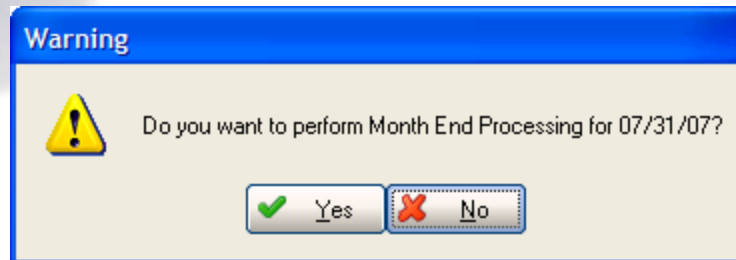 Warning
Do you want to perform Month End Processing for 07/31/07?
Yes No